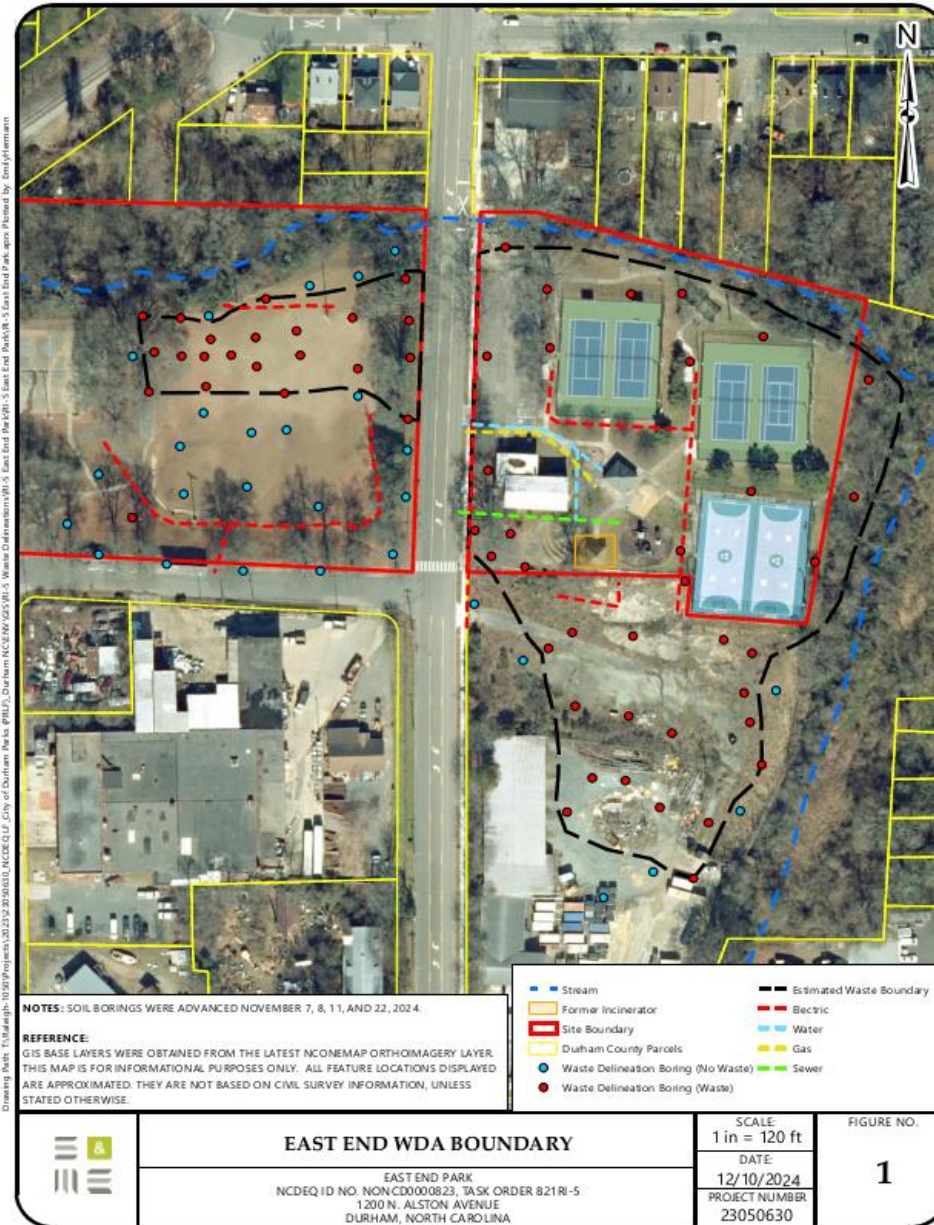 N
NOTES: SOIL BORINGS WERE ADVANCED NOVEMBER 7, 8, 11, AND 22, 2024.
REFERENCE:
GIS BASE LAYERS WERE OBTAINED FROM THE LATEST NCONEMAP ORTHOIMAGERY LAYER.
THIS MAP IS FOR INFORMATIONAL PURPOSES ONLY. ALL FEATURE LOCATIONS DISPLAYED
ARE APPROXIMATED. THEY ARE NOT BASED ON CIVIL SURVEY INFORMATION, UNLESS
STATED OTHERWISE.
Stream
Former Incinerator
Site Boundary
Durham County Parcels
Waste Delineation Boring (No Waste)
Waste Delineation Boring (Waste)
Estimated Waste Boundary
Electric
Water
Gas
Sewer
&
ME
EAST END WDA BOUNDARY
EAST END PARK
NCDEQ ID NO. NONCD0000823, TASK ORDER 821RI-5
1200 N. ALSTON AVENUE
DURHAM, NORTH CAROLINA
SCALE:
1 in = 120 ft
DATE:
12/10/2024
PROJECT NUMBER
23050630
FIGURE NO.
1